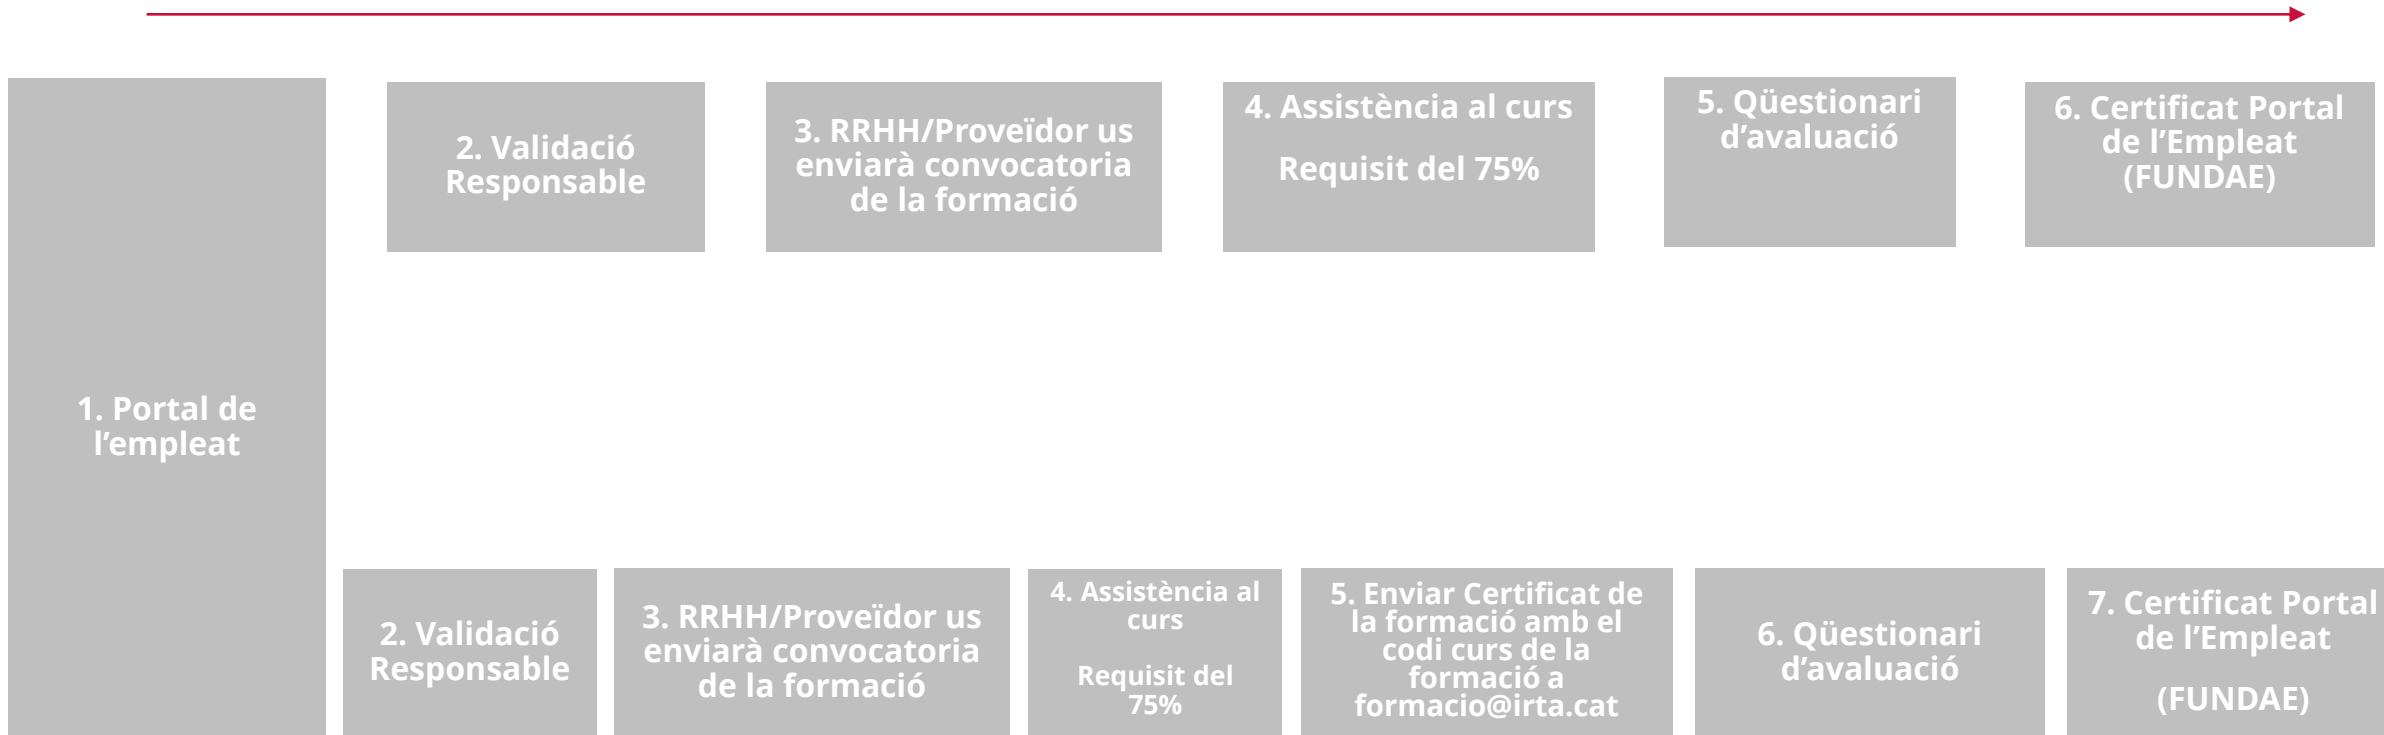 1. Portal de
l’empleat
2. Validació
Responsable
3. RRHH/Proveïdor us
enviarà convocatoria
de la formació
4. Assistència al curs
Requisit del 75%
5. Qüestionari
d’avaluació
6. Certificat Portal
de l’Empleat
(FUNDAE)
2. Validació
Responsable
3. RRHH/Proveïdor us
enviarà convocatoria
de la formació
4. Assistència al
curs
Requisit del
75%
5. Enviar Certificat de
la formació amb el
codi curs de la
formació a
formacio@irta.cat
6. Qüestionari
d’avaluació
7. Certificat Portal
de l’Empleat
(FUNDAE)